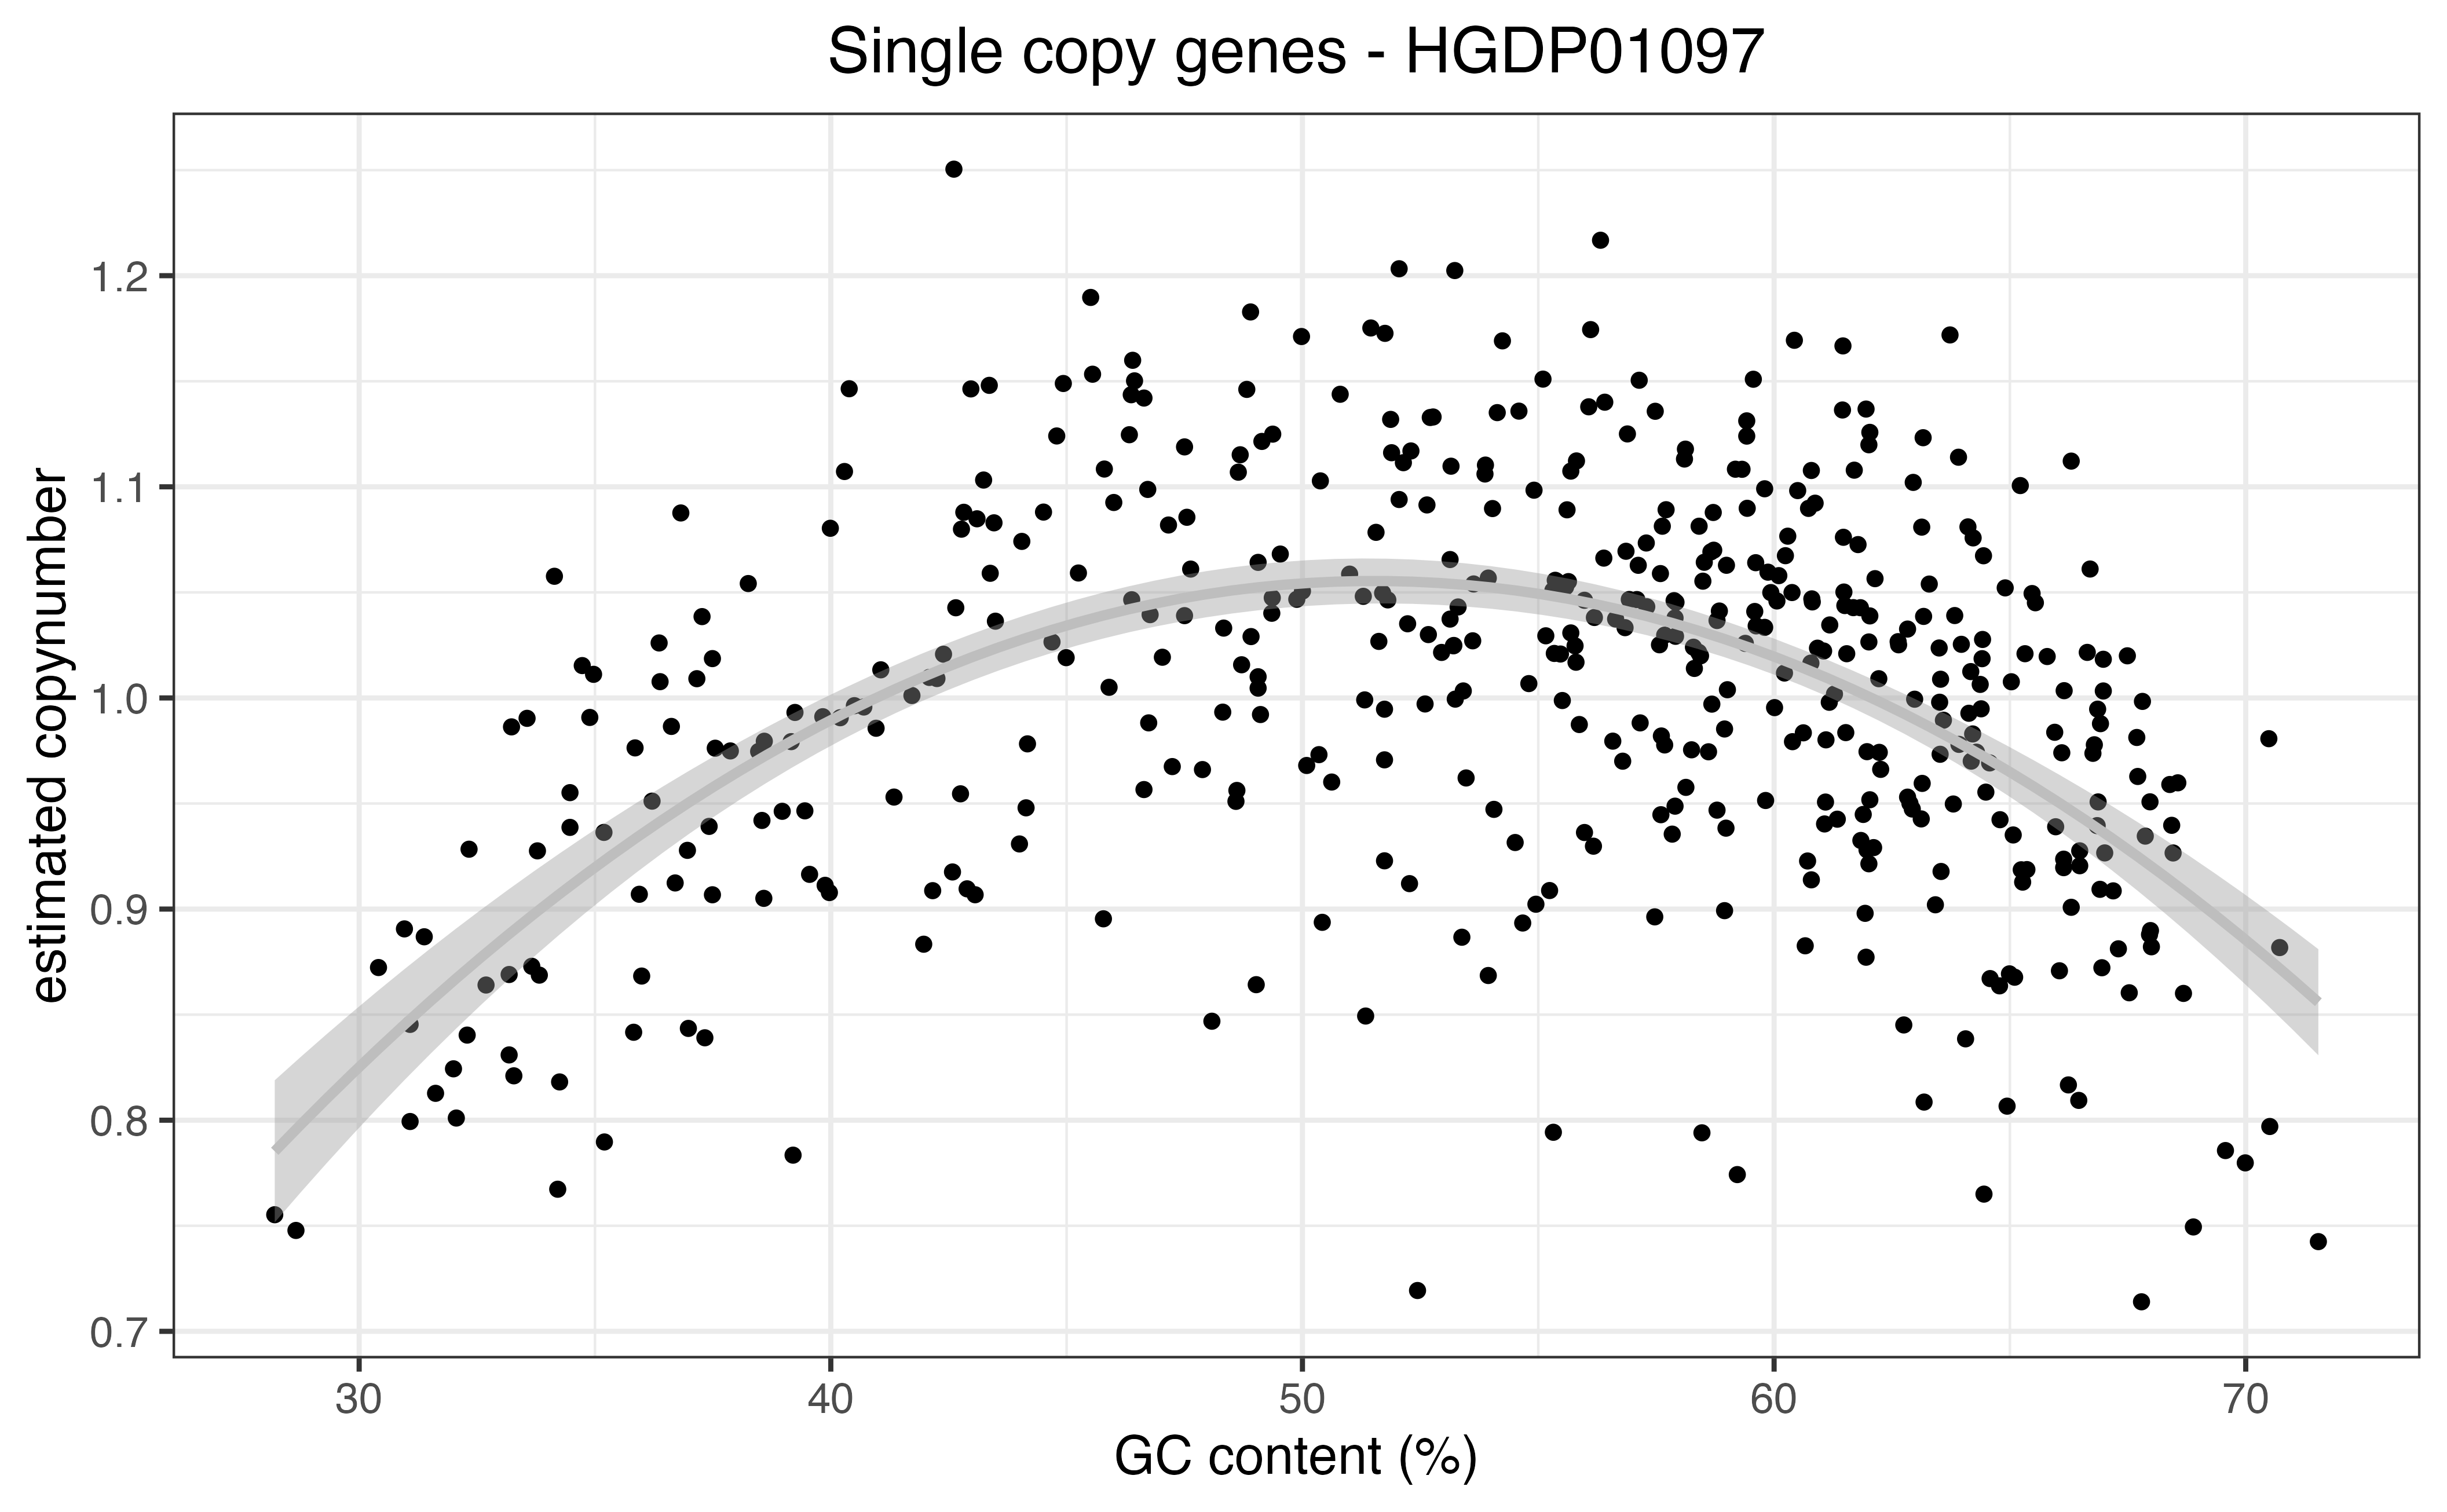 Single copy genes - HGDP01097
estimated copynumber
1.2
1.1
1.0
0.9
0.8
0.7
30 40 50 60 70
GC content (%)